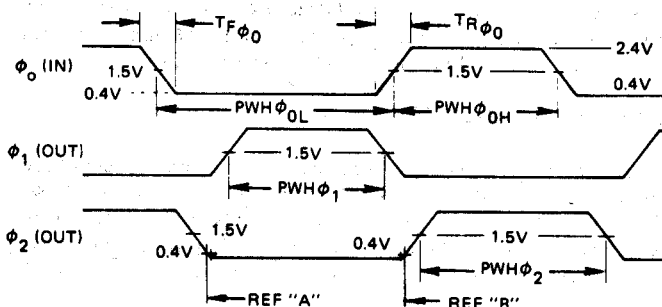 TFϕ0 TRϕ0
2.4V
ϕo (IN) 1.5V 1.5V
0.4V 0.4V
PWHϕ0L PWHϕ0H
ϕ1 (OUT) 1.5V
PWHϕ1
ϕ2 (OUT) 1.5V 1.5V
0.4V 0.4V
PWHϕ2
REF "A" REF "B"